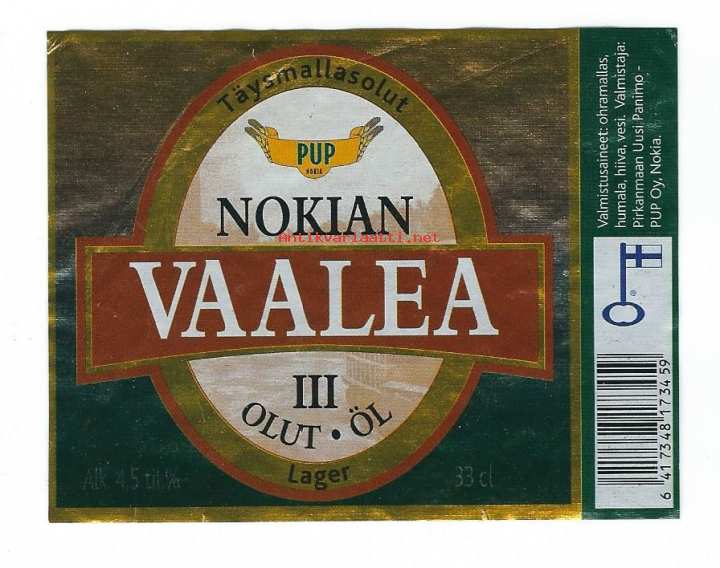 Täysmallasolut
PUP
NOKIA
NOKIAN
Antikvariaatti.net
VAALEA
III
OLUT • ÖL
Lager
Alk. 4,5 til %
33 cl
Valmistusaineet: ohramallas,
humala, hiiva, vesi. Valmistaja:
Pirkanmaan Uusi Panimo -
PUP Oy, Nokia.
®
6 417348 173459